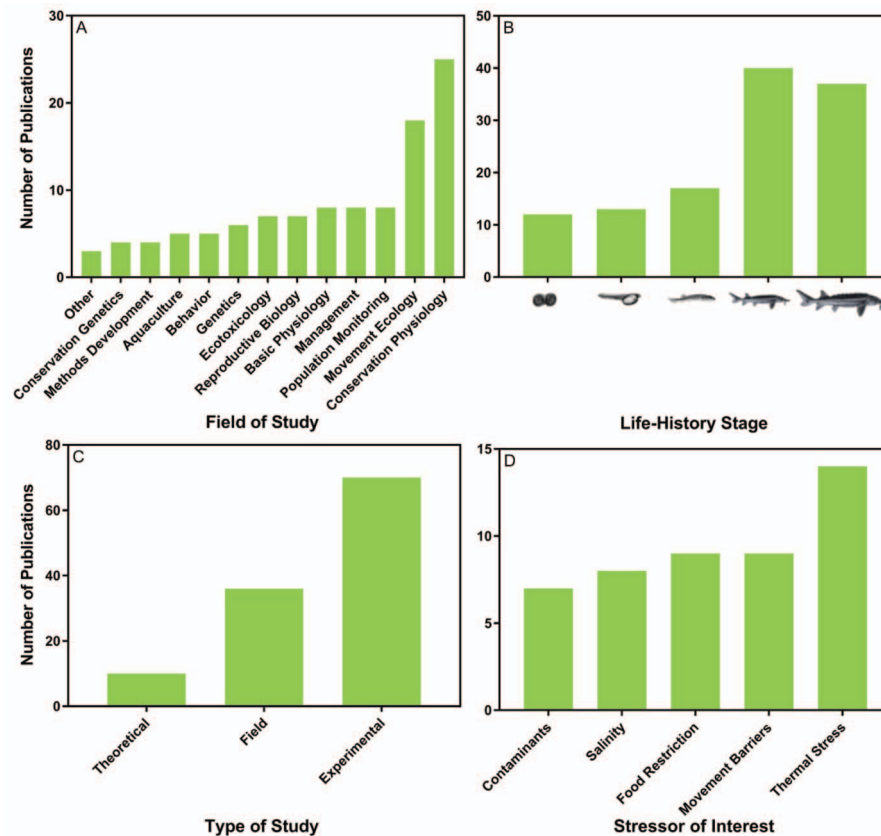 A
Number of Publications
30
20
10
0
Other
Conservation Genetics
Methods Development
Aquaculture
Behavior
Genetics
Ecotoxicology
Reproductive Biology
Basic Physiology
Management
Population Monitoring
Movement Ecology
Conservation Physiology
Field of Study
B
50
40
30
20
10
0
Life-History Stage
C
Number of Publications
80
60
40
20
0
Theoretical
Field
Experimental
Type of Study
D
15
10
5
0
Contaminants
Salinity
Food Restriction
Movement Barriers
Thermal Stress
Stressor of Interest